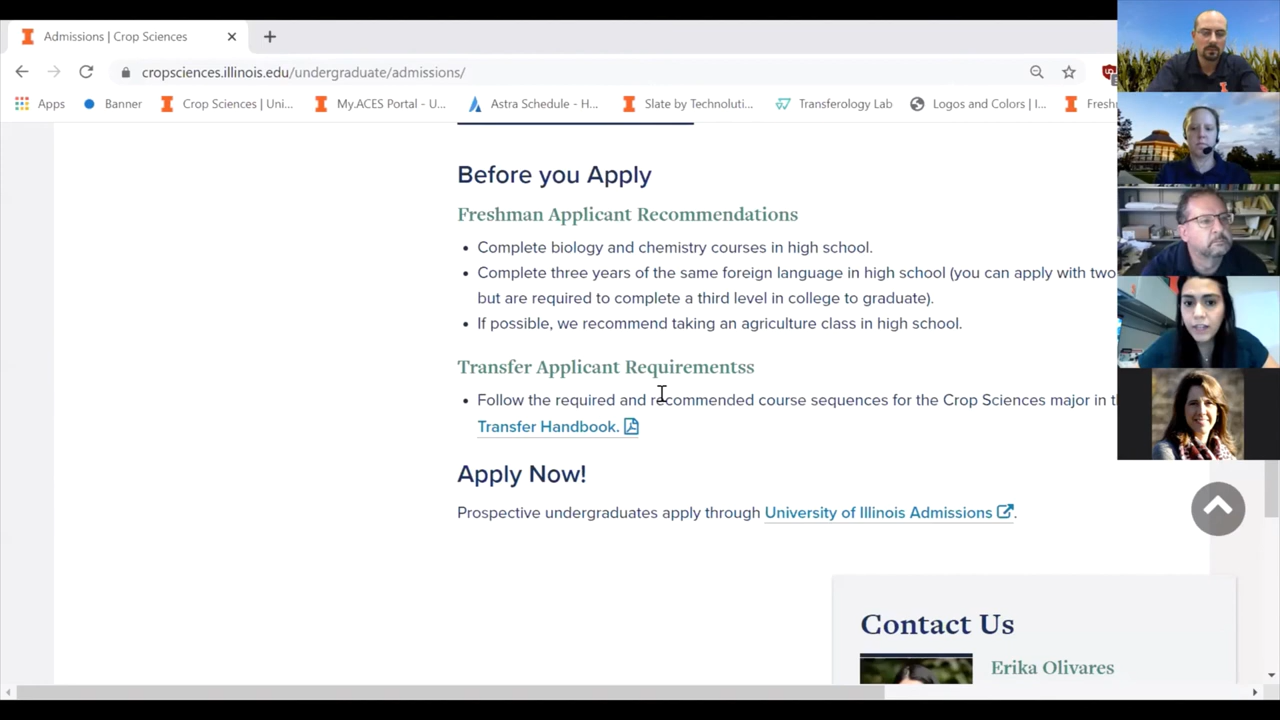 Admissions | Crop Sciences
cropsciences.illinois.edu/undergraduate/admissions/
Apps Banner Crop Sciences | Uni... My.ACES Portal - U... Astra Schedule - H... Slate by Technoluti... Transferology Lab Logos and Colors | I... Fresh
Before you Apply
Freshman Applicant Recommendations
• Complete biology and chemistry courses in high school.
• Complete three years of the same foreign language in high school (you can apply with two
but are required to complete a third level in college to graduate).
• If possible, we recommend taking an agriculture class in high school.
Transfer Applicant Requirementss
• Follow the required and recommended course sequences for the Crop Sciences major in th
Transfer Handbook.
Apply Now!
Prospective undergraduates apply through University of Illinois Admissions.
Contact Us
Erika Olivares